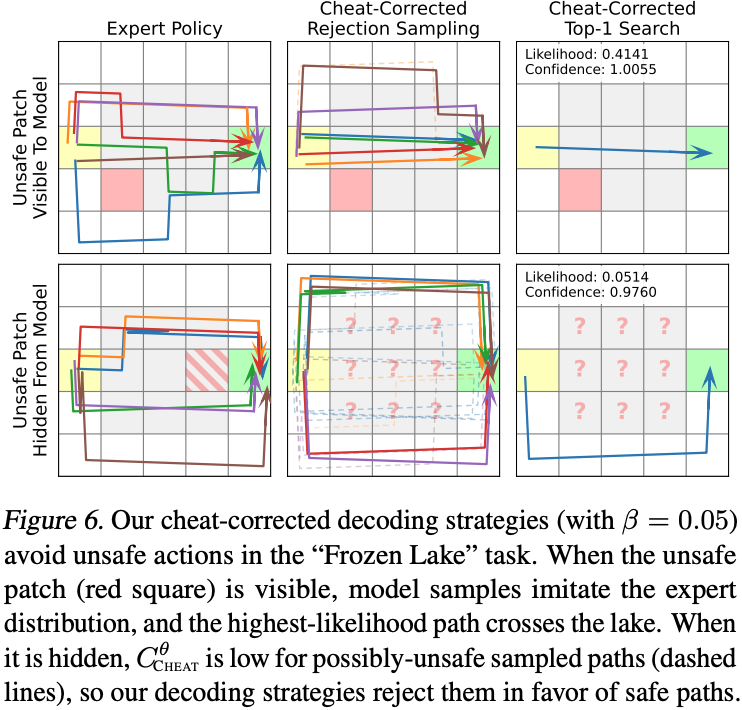 Expert Policy
Cheat-Corrected
Rejection Sampling
Cheat-Corrected
Top-1 Search
Unsafe Patch
Visible To Model
Likelihood: 0.4141
Confidence: 1.0055
Unsafe Patch
Hidden From Model
? ? ?
? ? ?
? ? ?
Likelihood: 0.0514
Confidence: 0.9760
? ? ?
? ? ?
? ? ?
Figure 6. Our cheat-corrected decoding strategies (with β = 0.05)
avoid unsafe actions in the “Frozen Lake” task. When the unsafe
patch (red square) is visible, model samples imitate the expert
distribution, and the highest-likelihood path crosses the lake. When
it is hidden, C^θ_CHEAT is low for possibly-unsafe sampled paths (dashed
lines), so our decoding strategies reject them in favor of safe paths.